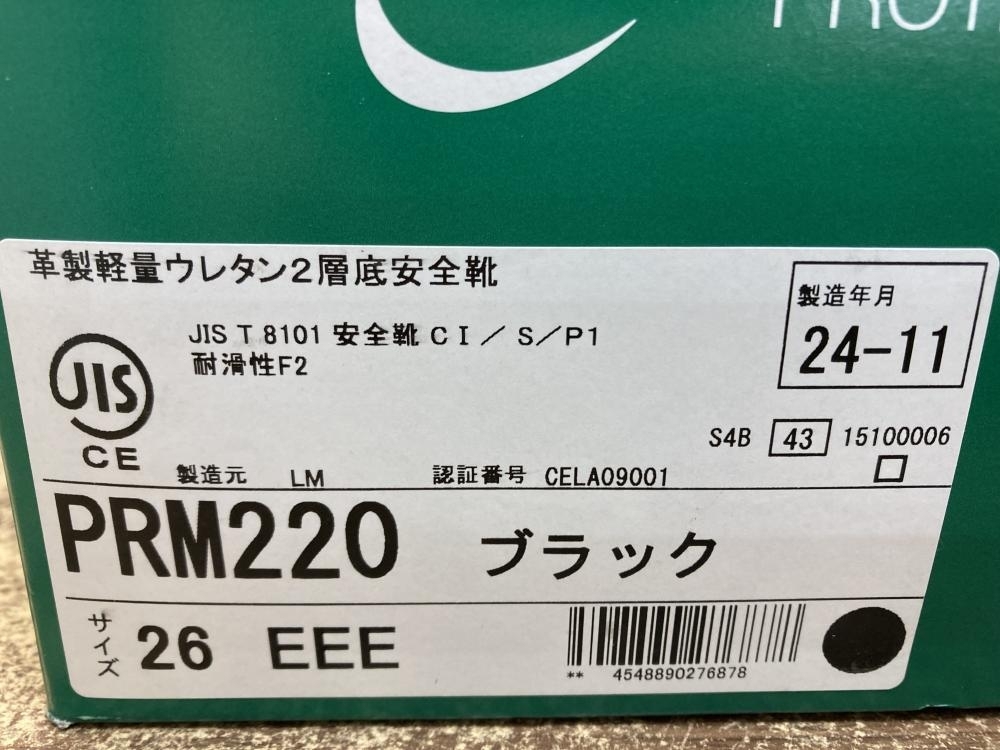 革製軽量ウレタン2層底安全靴
製造年月
24-11
JIS
CE
JIS T 8101 安全靴 CI/S/P1
耐滑性F2
S4B 43 15100006
製造元 LM 認証番号 CELA09001
PRM220 ブラック
サイズ 26 EEE
** 4548890276878